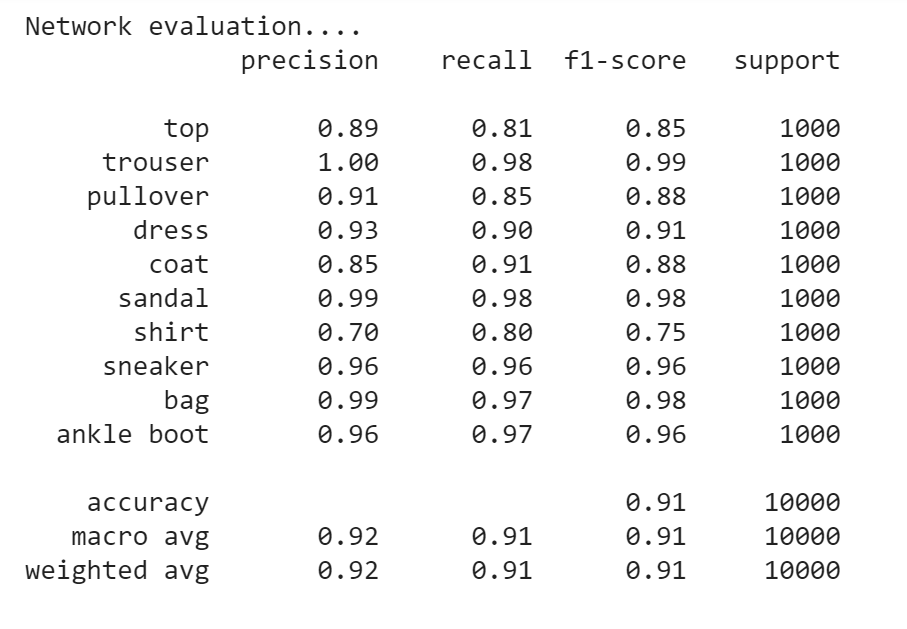 Network evaluation....
precision recall f1-score support
top 0.89 0.81 0.85 1000
trouser 1.00 0.98 0.99 1000
pullover 0.91 0.85 0.88 1000
dress 0.93 0.90 0.91 1000
coat 0.85 0.91 0.88 1000
sandal 0.99 0.98 0.98 1000
shirt 0.70 0.80 0.75 1000
sneaker 0.96 0.96 0.96 1000
bag 0.99 0.97 0.98 1000
ankle boot 0.96 0.97 0.96 1000
accuracy 0.91 10000
macro avg 0.92 0.91 0.91 10000
weighted avg 0.92 0.91 0.91 10000